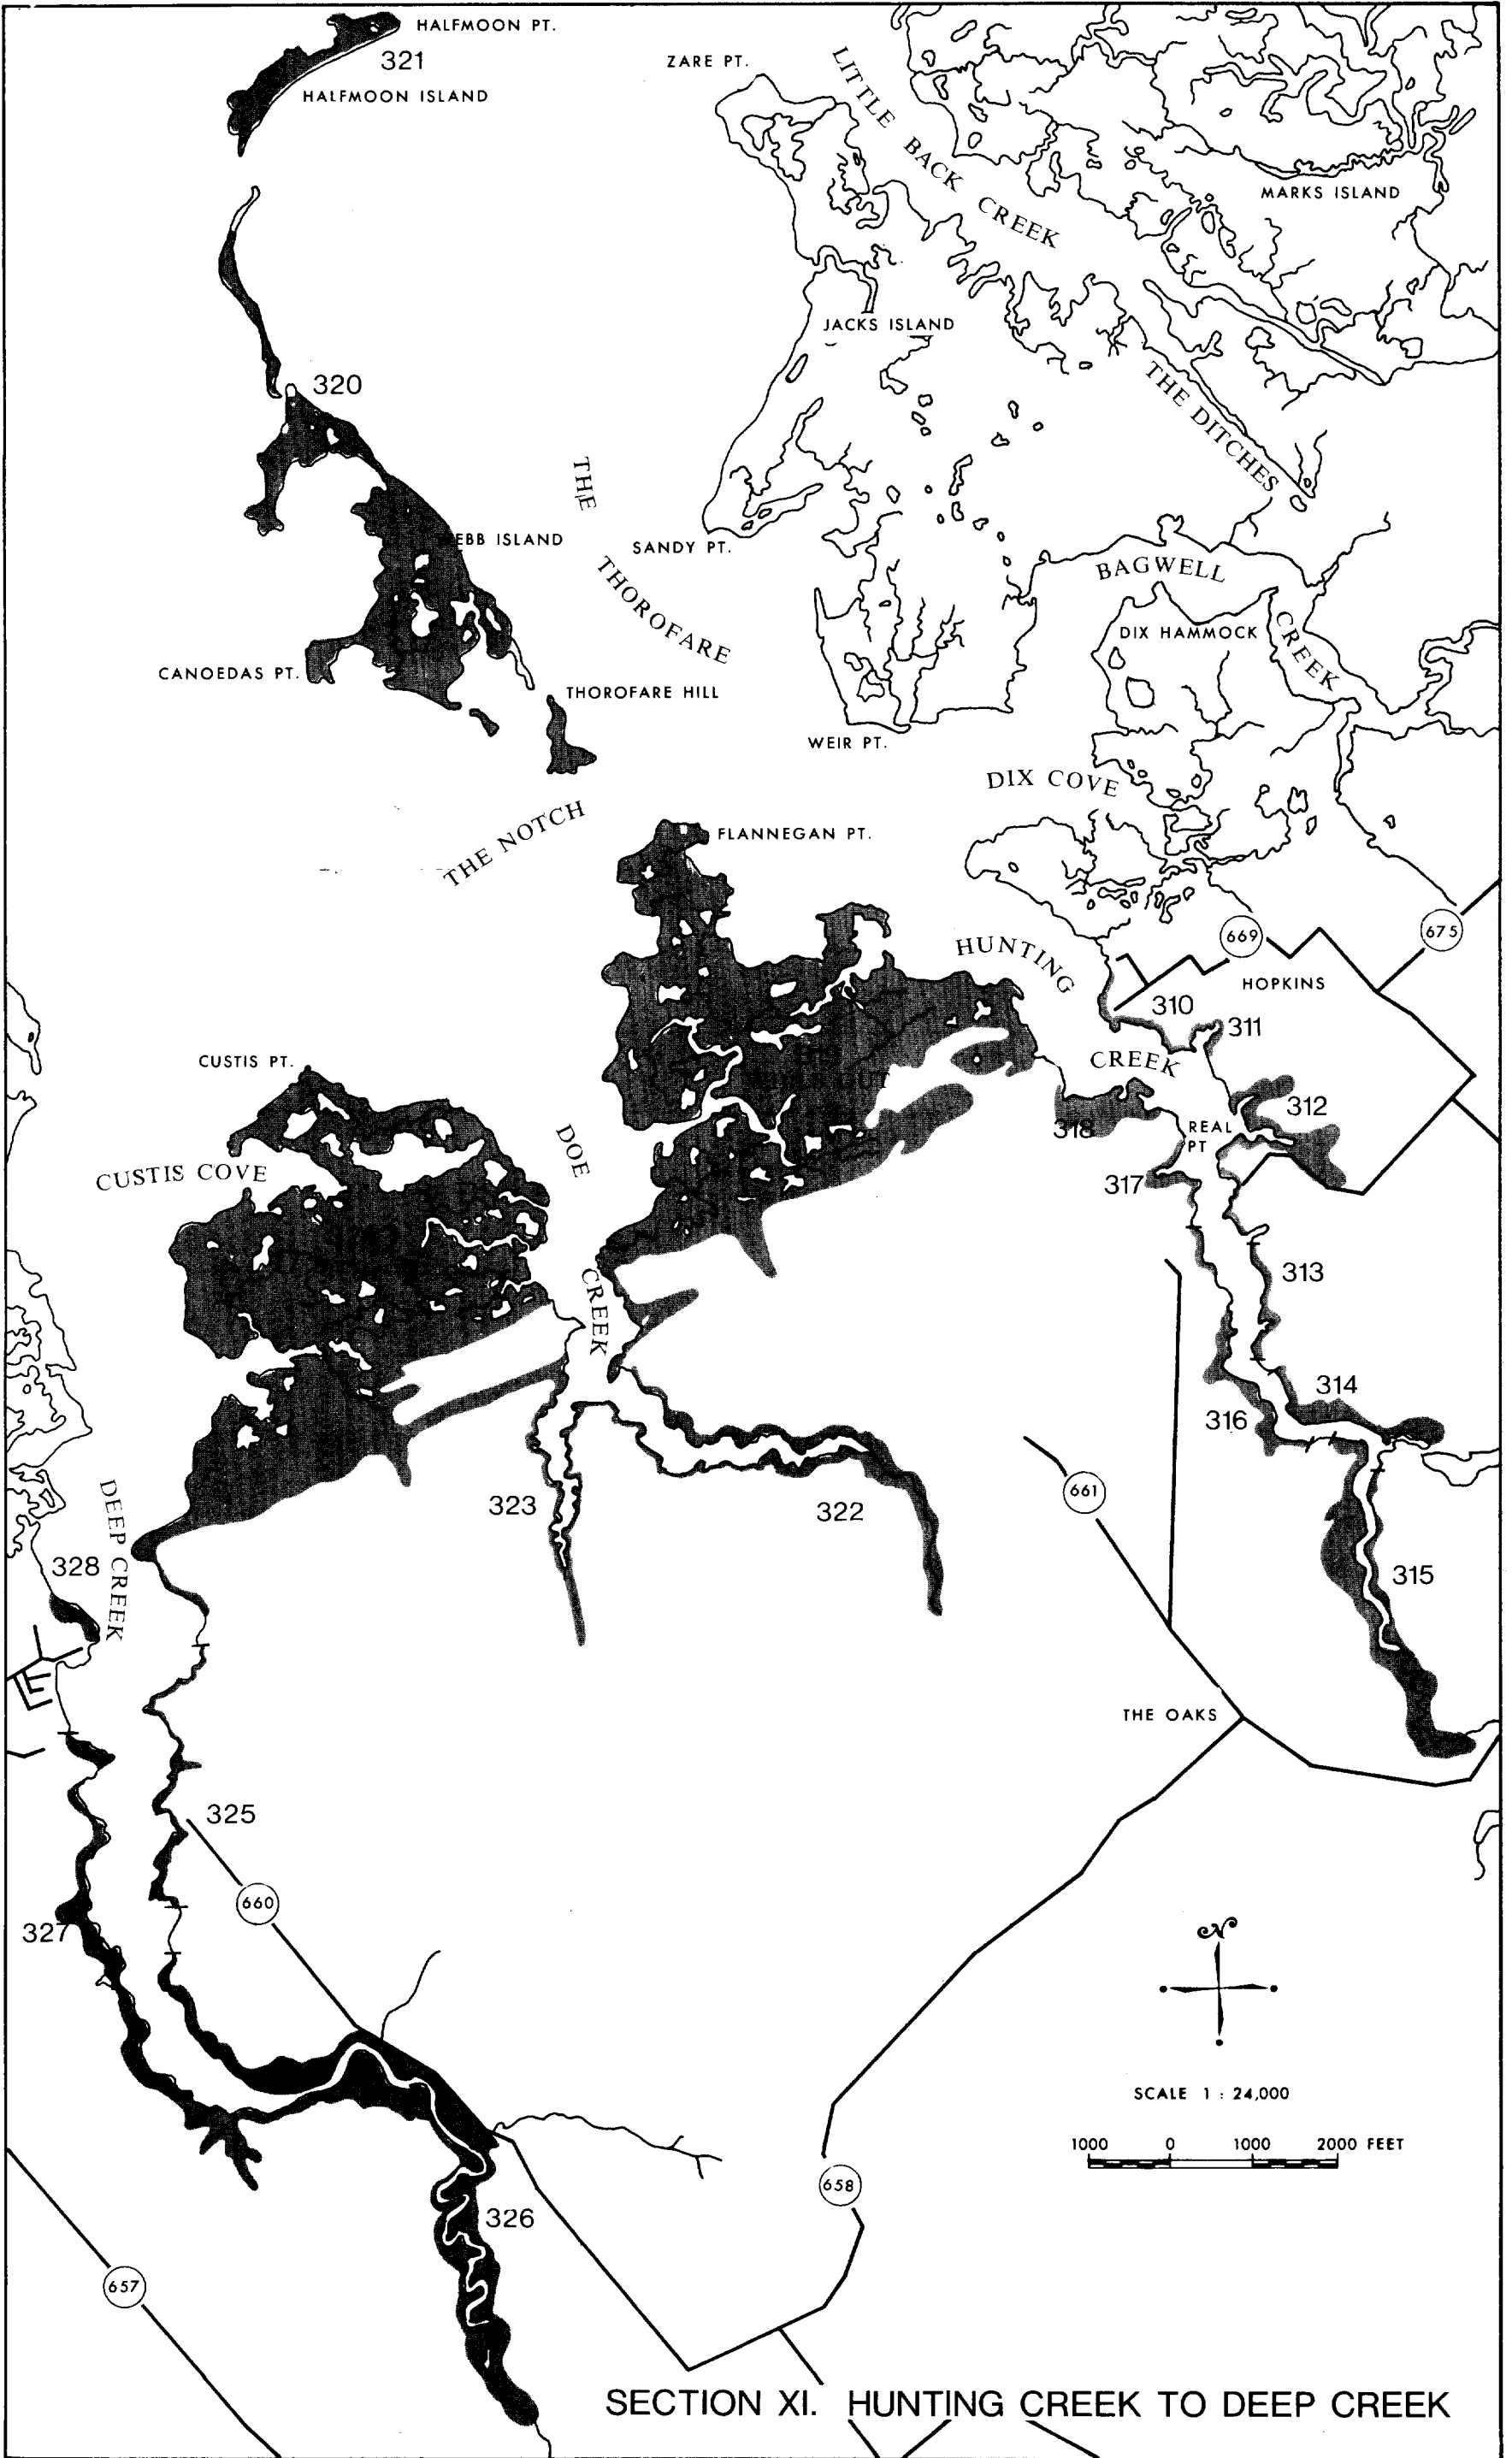 HALFMOON PT.
321
HALFMOON ISLAND
ZARE PT.
LITTLE BACK CREEK
MARKS ISLAND
JACKS ISLAND
320
THE DITCHES
THE THOROFARE
EBB ISLAND
SANDY PT.
BAGWELL CREEK
DIX HAMMOCK
CANOEDAS PT.
THOROFARE HILL
WEIR PT.
DIX COVE
THE NOTCH
FLANNEGAN PT.
HUNTING CREEK
669
675
HOPKINS
310
311
CUSTIS PT.
GUT
312
318
REAL
PT
DOE CREEK
CUSTIS COVE
317
313
314
316
323
322
661
DEEP CREEK
328
315
THE OAKS
325
660
327
N
SCALE 1 : 24,000
1000 0 1000 2000 FEET
658
326
657
SECTION XI. HUNTING CREEK TO DEEP CREEK